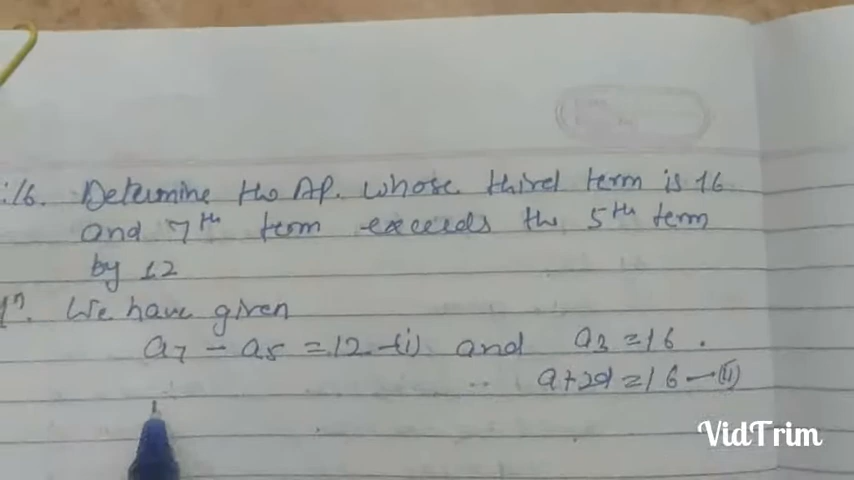 :16. Determine the AP. whose third term is 16
and 7th term exceeds the 5th term
by 12
1n. We have given
a7 - a5 = 12 -(i) and a3 = 16 .
a+2d = 16 -(ii)
VidTrim